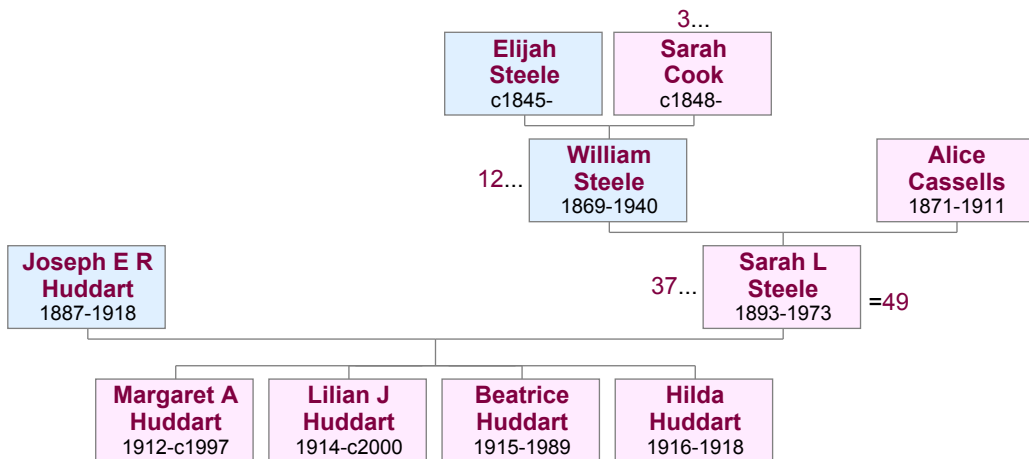 3...
Elijah
Steele
c1845-
Sarah
Cook
c1848-
12...
William
Steele
1869-1940
Alice
Cassells
1871-1911
Joseph E R
Huddart
1887-1918
37...
Sarah L
Steele
1893-1973
=49
Margaret A
Huddart
1912-c1997
Lilian J
Huddart
1914-c2000
Beatrice
Huddart
1915-1989
Hilda
Huddart
1916-1918